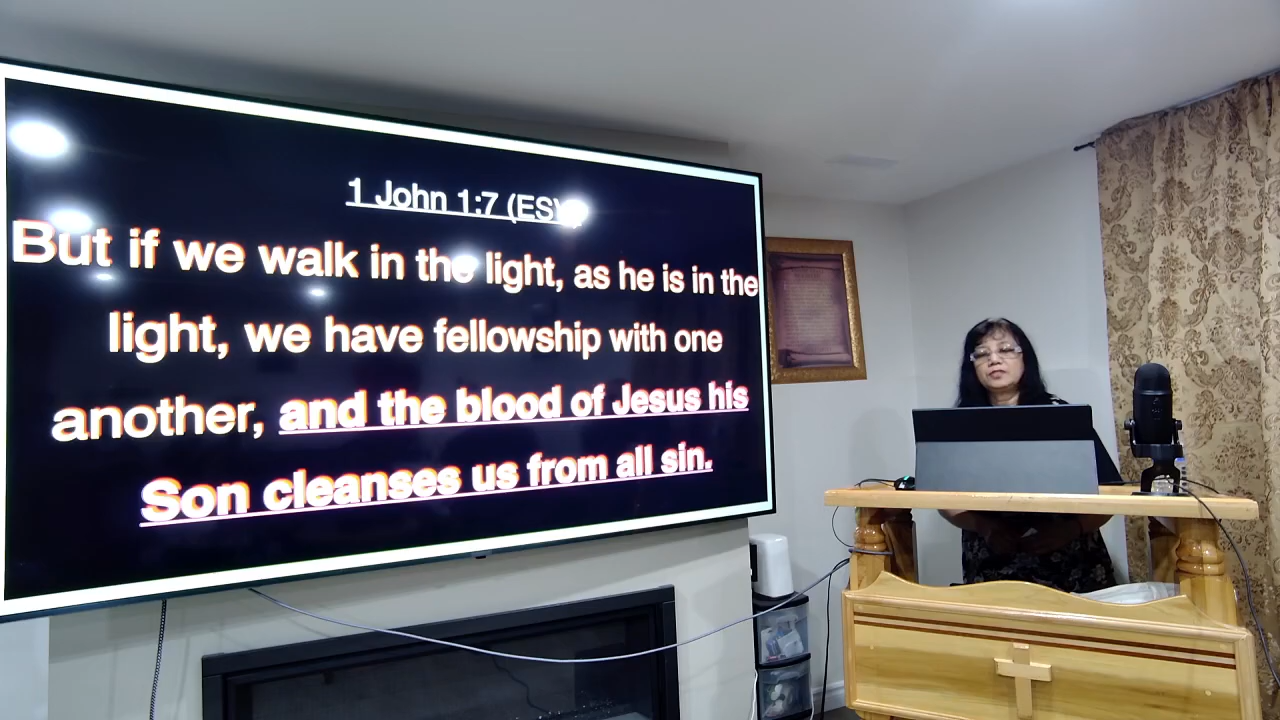 1 John 1:7 (ESV
But if we walk in the light, as he is in the
light, we have fellowship with one
another, and the blood of Jesus his
Son cleanses us from all sin.